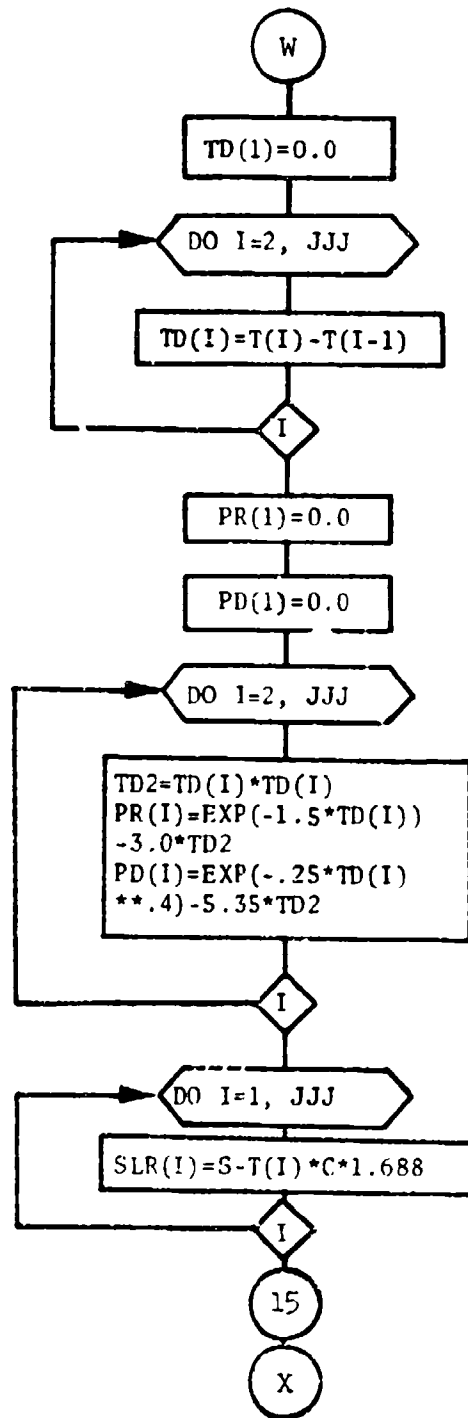 W
TD(1)=0.0
DO I=2, JJJ
TD(I)=T(I)-T(I-1)
I
PR(1)=0.0
PD(1)=0.0
DO I=2, JJJ
TD2=TD(I)*TD(I)
PR(I)=EXP(-1.5*TD(I))
-3.0*TD2
PD(I)=EXP(-.25*TD(I)
**.4)-5.35*TD2
I
DO I=1, JJJ
SLR(I)=S-T(I)*C*1.688
I
15
X